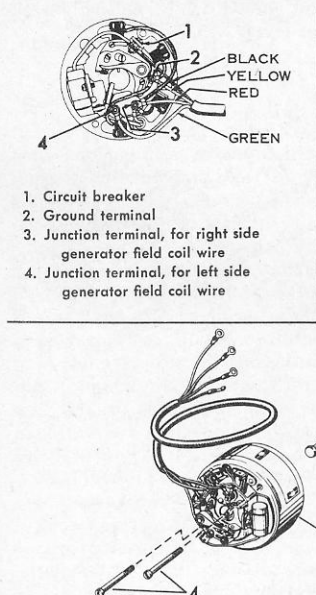 1
2
BLACK
YELLOW
RED
4
3
GREEN
1. Circuit breaker
2. Ground terminal
3. Junction terminal, for right side
generator field coil wire
4. Junction terminal, for left side
generator field coil wire
4